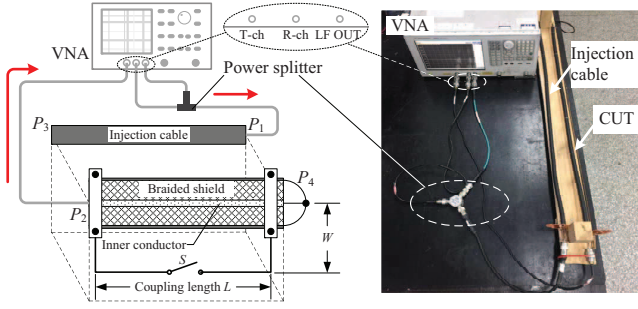 VNA
T-ch R-ch LF OUT
Power splitter
P3
Injection cable
P1
Braided shield
P4
P2
Inner conductor
S
W
Coupling length L
VNA
Injection
cable
CUT